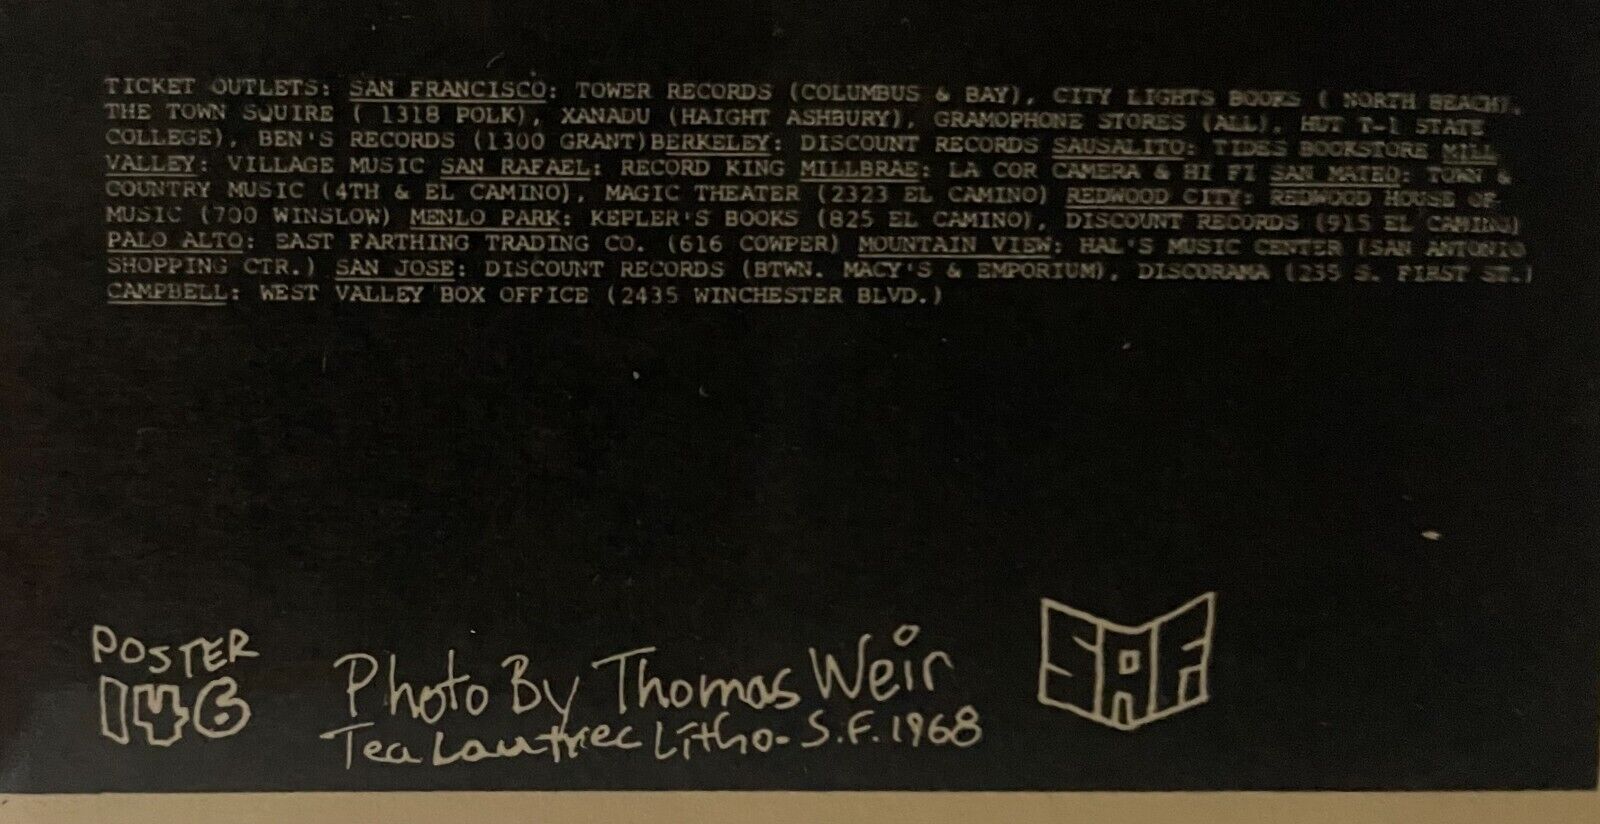 TICKET OUTLETS: SAN FRANCISCO: TOWER RECORDS (COLUMBUS & BAY), CITY LIGHTS BOOKS ( NORTH BEACH),
THE TOWN SQUIRE ( 1318 POLK), XANADU (HAIGHT ASHBURY), GRAMOPHONE STORES (ALL), HUT T-1 STATE
COLLEGE), BEN'S RECORDS (1300 GRANT)BERKELEY: DISCOUNT RECORDS SAUSALITO: TIDES BOOKSTORE MILL
VALLEY: VILLAGE MUSIC SAN RAFAEL: RECORD KING MILLBRAE: LA COR CAMERA & HI FI SAN MATEO: TOWN &
COUNTRY MUSIC (4TH & EL CAMINO), MAGIC THEATER (2323 EL CAMINO) REDWOOD CITY: REDWOOD HOUSE OF
MUSIC (700 WINSLOW) MENLO PARK: KEPLER'S BOOKS (825 EL CAMINO), DISCOUNT RECORDS (915 EL CAMINO)
PALO ALTO: EAST FARTHING TRADING CO. (616 COWPER) MOUNTAIN VIEW: HAL'S MUSIC CENTER (SAN ANTONIO
SHOPPING CTR.) SAN JOSE: DISCOUNT RECORDS (BTWN. MACY'S & EMPORIUM), DISCORAMA (235 S. FIRST ST.)
CAMPBELL: WEST VALLEY BOX OFFICE (2435 WINCHESTER BLVD.)
POSTER
146
Photo By Thomas Weir
Tea Lautrec Litho- S.F. 1968
SAF